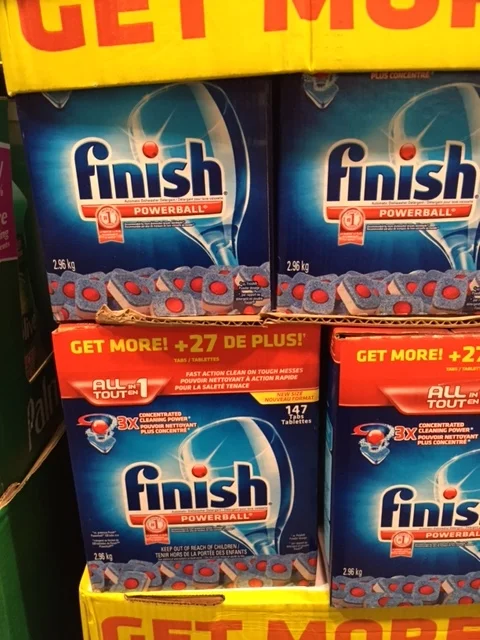 GET MOR
PLUS CONCENTRÉ
finish
POWERBALL
#1
2.96 kg
finish
POWERBALL
#1
2.96 kg
GET MORE! +27 DE PLUS!
TABS / TABLETTES
FAST ACTION CLEAN ON TOUGH MESSES
POUVOIR NETTOYANT À ACTION RAPIDE
POUR LA SALETÉ TENACE
ALL IN 1
TOUT EN
NEW SIZE
NOUVEAU FORMAT
147
Tabs
Tablettes
3X CONCENTRATED
CLEANING POWER
POUVOIR NETTOYANT
PLUS CONCENTRÉ
finish
POWERBALL
#1
KEEP OUT OF REACH OF CHILDREN /
TENIR HORS DE LA PORTÉE DES ENFANTS
2.96 kg
GET MORE! +27
ALL IN
TOUT EN
3X CONCENTRATED
CLEANING POWER
POUVOIR NETTOYANT
PLUS CONCENTRÉ
finish
POWERBALL
#1
2.96 kg
GET MORE